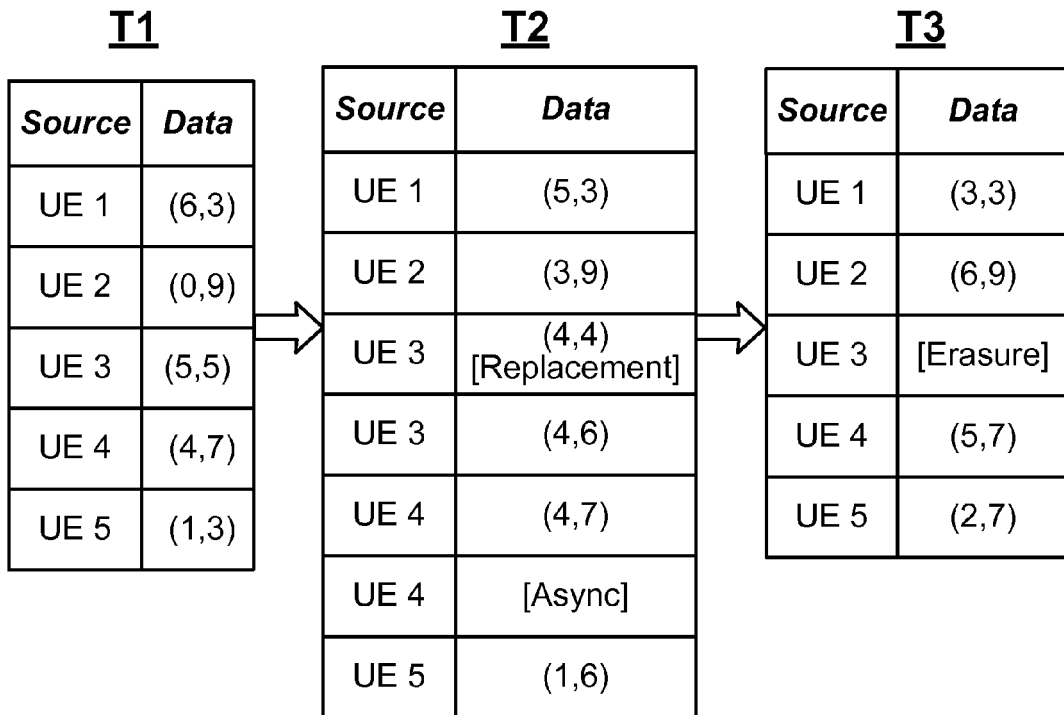 T1
Source Data
UE 1 (6,3)
UE 2 (0,9)
UE 3 (5,5)
UE 4 (4,7)
UE 5 (1,3)
T2
Source Data
UE 1 (5,3)
UE 2 (3,9)
UE 3 (4,4)
[Replacement]
UE 3 (4,6)
UE 4 (4,7)
UE 4 [Async]
UE 5 (1,6)
T3
Source Data
UE 1 (3,3)
UE 2 (6,9)
UE 3 [Erasure]
UE 4 (5,7)
UE 5 (2,7)